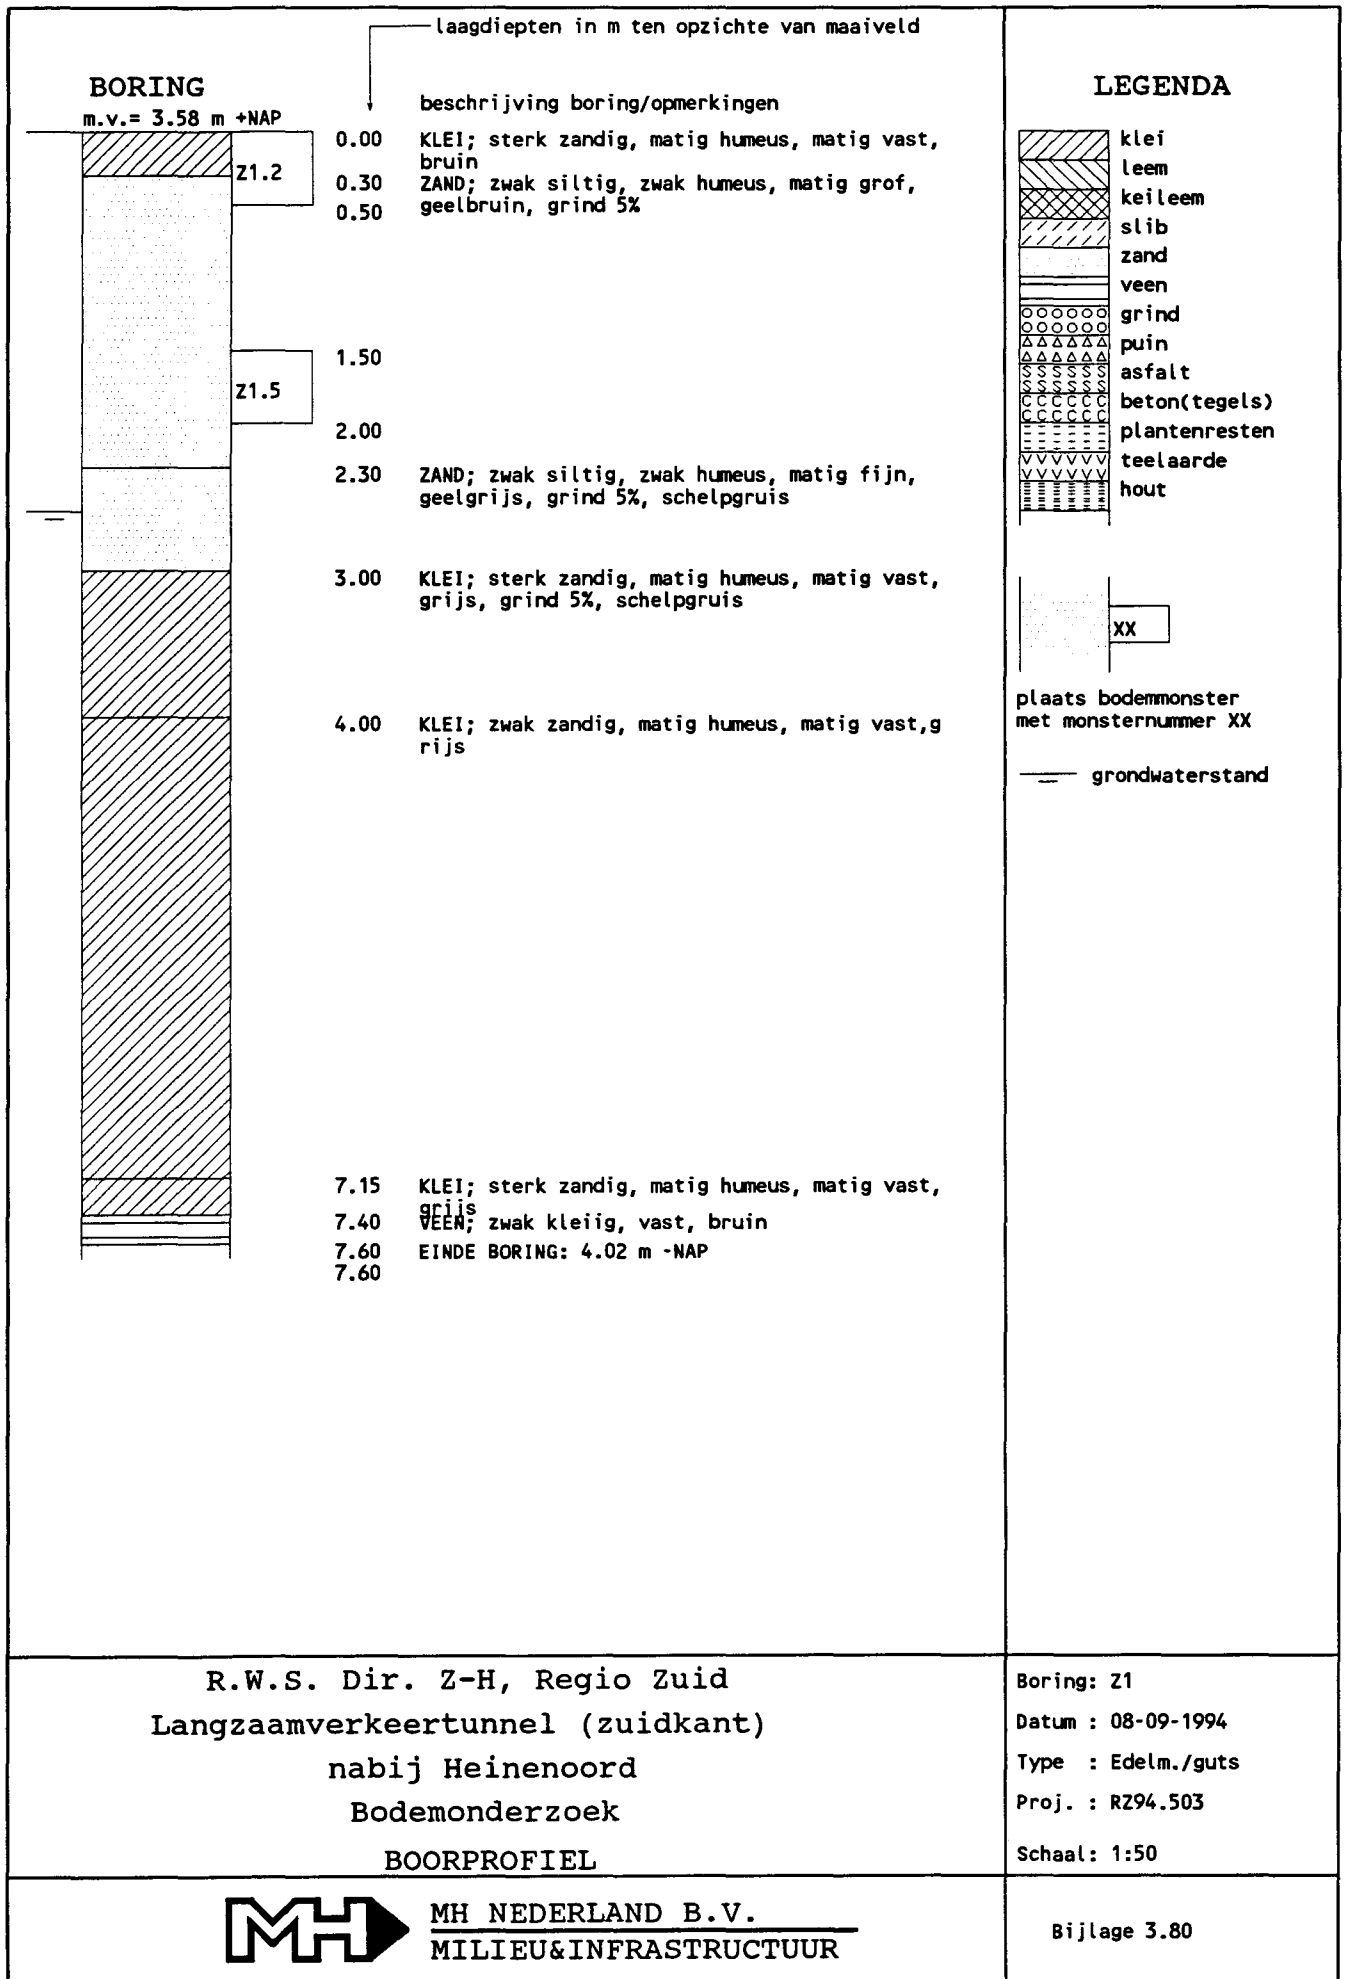 laagdiepten in m ten opzichte van maaiveld
BORING
m.v.= 3.58 m +NAP
beschrijving boring/opmerkingen
0.00 KLEI; sterk zandig, matig humeus, matig vast,
bruin
Z1.2
0.30 ZAND; zwak siltig, zwak humeus, matig grof,
0.50 geelbruin, grind 5%
1.50
Z1.5
2.00
2.30 ZAND; zwak siltig, zwak humeus, matig fijn,
geelgrijs, grind 5%, schelpgruis
3.00 KLEI; sterk zandig, matig humeus, matig vast,
grijs, grind 5%, schelpgruis
4.00 KLEI; zwak zandig, matig humeus, matig vast,g
rijs
7.15 KLEI; sterk zandig, matig humeus, matig vast,
grijs
7.40 VEEN; zwak kleiig, vast, bruin
7.60 EINDE BORING: 4.02 m -NAP
7.60
LEGENDA
klei
leem
keileem
slib
zand
veen
grind
puin
asfalt
beton(tegels)
plantenresten
teelaarde
hout
XX
plaats bodemmonster
met monsternummer XX
grondwaterstand
R.W.S. Dir. Z-H, Regio Zuid
Langzaamverkeertunnel (zuidkant)
nabij Heinenoord
Bodemonderzoek
BOORPROFIEL
Boring: Z1
Datum : 08-09-1994
Type : Edelm./guts
Proj. : RZ94.503
Schaal: 1:50
MH
MH NEDERLAND B.V.
MILIEU&INFRASTRUCTUUR
Bijlage 3.80